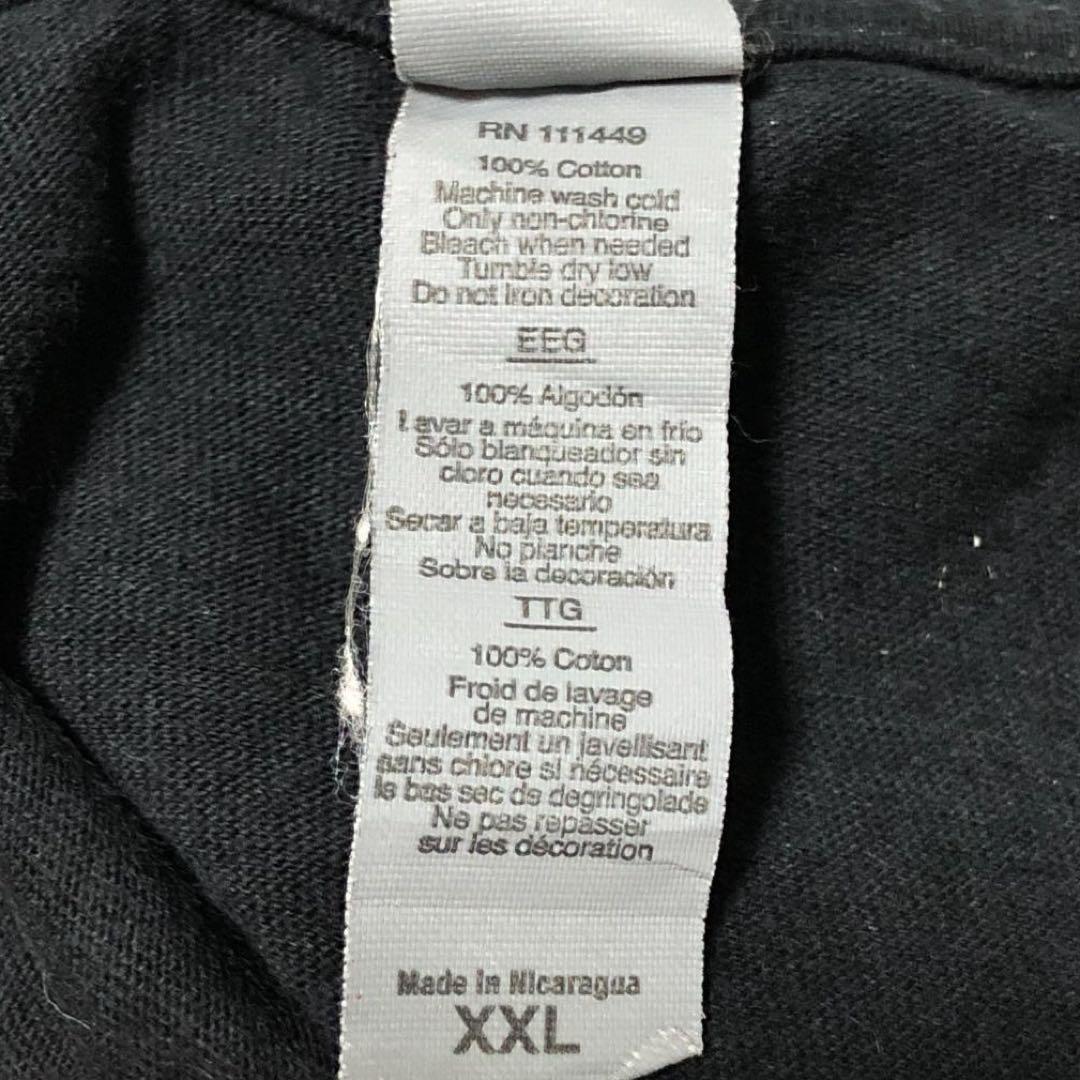 RN 111449
100% Cotton
Machine wash cold
Only non-chlorine
Bleach when needed
Tumble dry low
Do not Iron decoration
EEG
100% Algodón
Lavar a máquina en frío
Sólo blanqueador sin
cloro cuando sea
necesario
Secar a baja temperatura
No planche
Sobre la decoración
TTG
100% Coton
Froid de lavage
de machine
Seulement un javellisant
sans chlore si nécessaire
le bas sec de degringolade
Ne pas repasser
sur les décoration
Made in Nicaragua
XXL